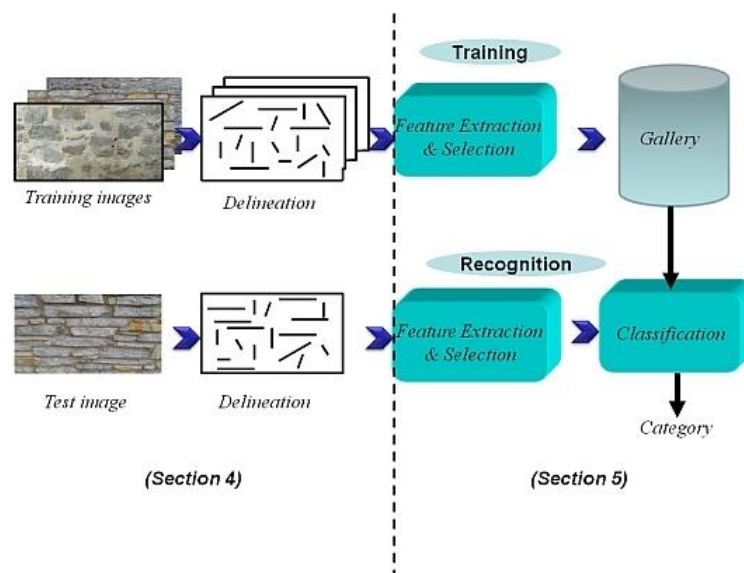 Training
Feature Extraction
& Selection
Gallery
Training images
Delineation
Recognition
Feature Extraction
& Selection
Classification
Test image
Delineation
Category
(Section 4)
(Section 5)